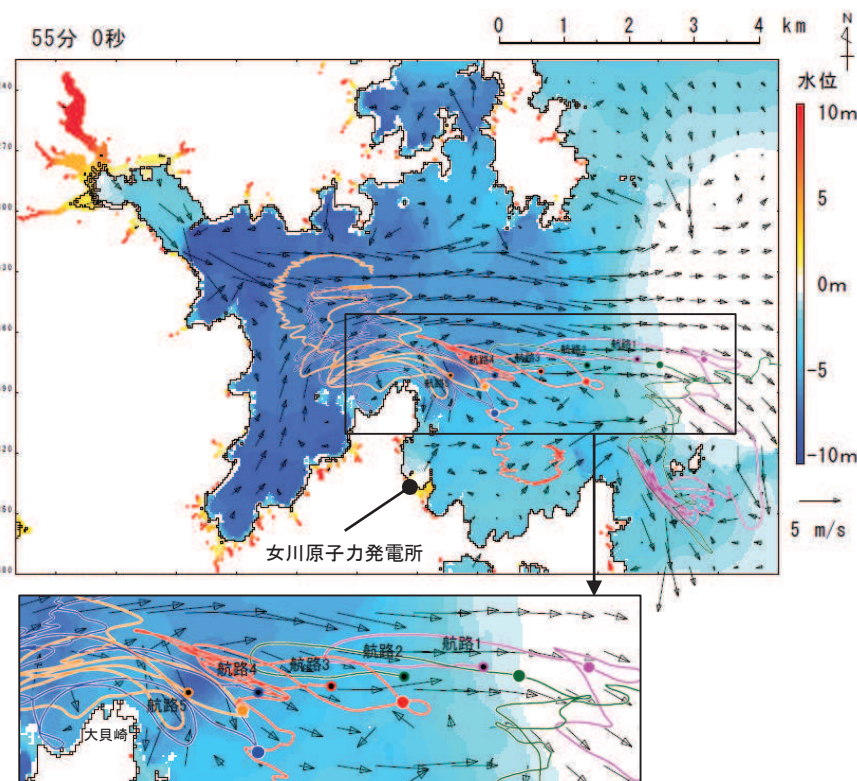 55分 0秒
0 1 2 3 4 km
N
水位
10m
5
0m
-5
-10m
5 m/s
航路1
航路2
航路3
航路4
航路5
女川原子力発電所
航路1
航路2
航路3
航路4
航路5
大貝崎